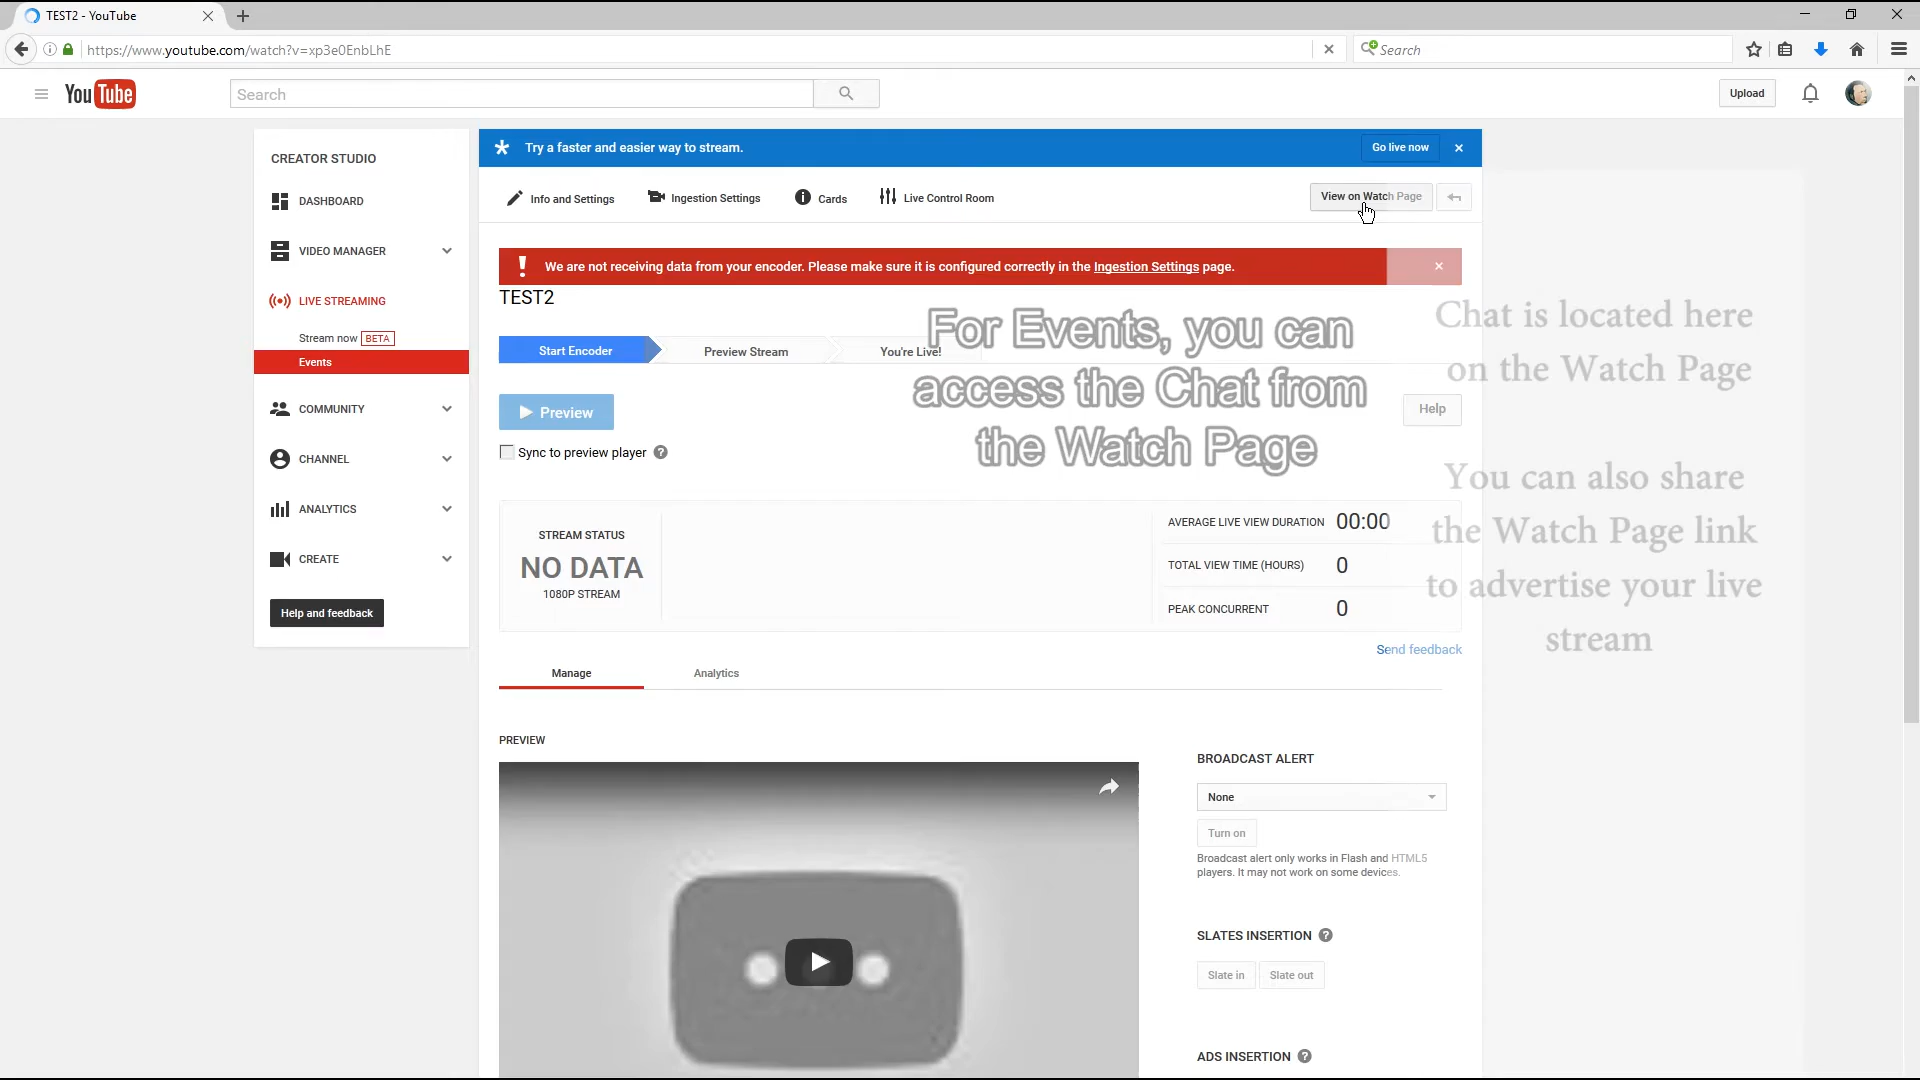 TEST2 - YouTube
https://www.youtube.com/watch?v=xp3e0EnbLhE
Search
YouTube
Search
Upload
CREATOR STUDIO
DASHBOARD
VIDEO MANAGER
LIVE STREAMING
Stream now BETA
Events
COMMUNITY
CHANNEL
ANALYTICS
CREATE
Help and feedback
Try a faster and easier way to stream.
Go live now
Info and Settings
Ingestion Settings
Cards
Live Control Room
View on Watch Page
We are not receiving data from your encoder. Please make sure it is configured correctly in the Ingestion Settings page.
TEST2
Start Encoder
Preview Stream
You're Live!
Preview
Help
Sync to preview player
For Events, you can
access the Chat from
the Watch Page
Chat is located here
on the Watch Page
You can also share
the Watch Page link
to advertise your live
stream
STREAM STATUS
NO DATA
1080P STREAM
AVERAGE LIVE VIEW DURATION 00:00
TOTAL VIEW TIME (HOURS) 0
PEAK CONCURRENT 0
Send feedback
Manage
Analytics
PREVIEW
BROADCAST ALERT
None
Turn on
Broadcast alert only works in Flash and HTML5
players. It may not work on some devices.
SLATES INSERTION
Slate in
Slate out
ADS INSERTION